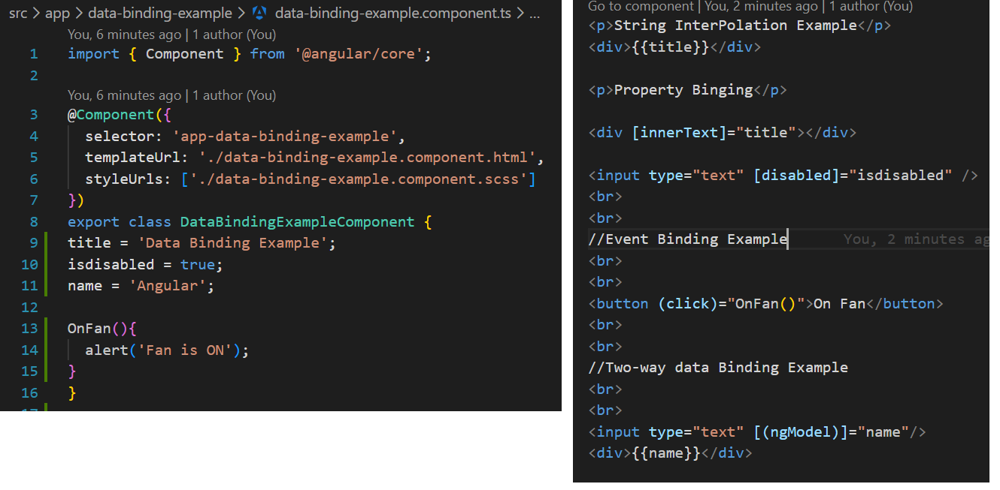 src > app > data-binding-example > data-binding-example.component.ts > ...
You, 6 minutes ago | 1 author (You)
1 import { Component } from '@angular/core';
2
You, 6 minutes ago | 1 author (You)
3 @Component({
4 selector: 'app-data-binding-example',
5 templateUrl: './data-binding-example.component.html',
6 styleUrls: ['./data-binding-example.component.scss']
7 })
8 export class DataBindingExampleComponent {
9 title = 'Data Binding Example';
10 isdisabled = true;
11 name = 'Angular';
12
13 OnFan(){
14 alert('Fan is ON');
15 }
16 }
17
Go to component | You, 2 minutes ago | 1 author (You)
<p>String InterPolation Example</p>
<div>{{title}}</div>
<p>Property Binging</p>
<div [innerText]="title"></div>
<input type="text" [disabled]="isdisabled" />
<br>
<br>
//Event Binding Example You, 2 minutes ag
<br>
<br>
<button (click)="OnFan()">On Fan</button>
<br>
<br>
//Two-way data Binding Example
<br>
<br>
<input type="text" [(ngModel)]="name"/>
<div>{{name}}</div>